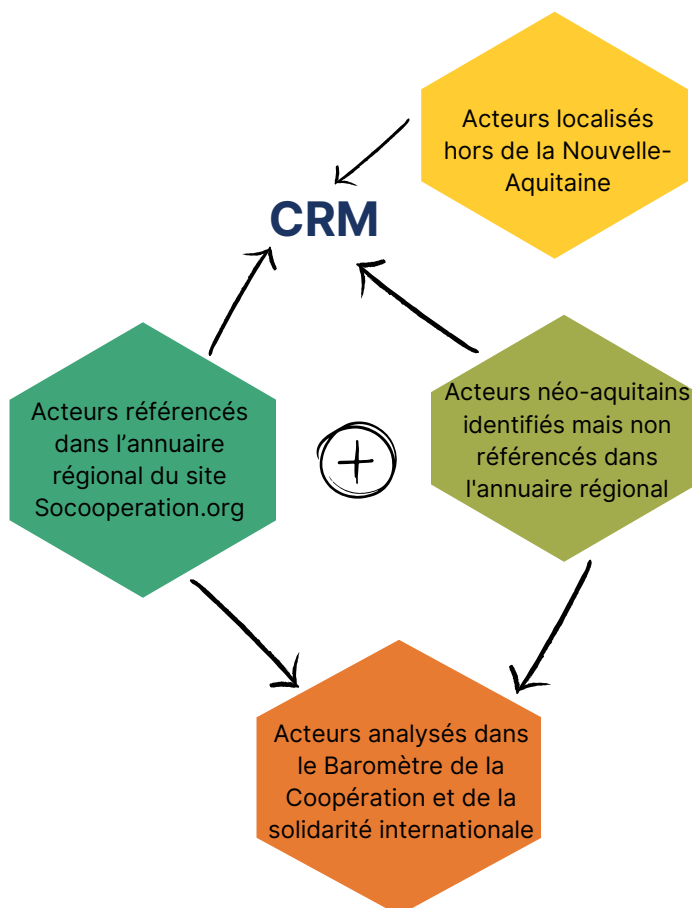 Acteurs localisés
hors de la Nouvelle-
Aquitaine
CRM
Acteurs référencés
dans l’annuaire
régional du site
Socooperation.org
Acteurs néo-aquitains
identifiés mais non
référencés dans
l'annuaire régional
Acteurs analysés dans
le Baromètre de la
Coopération et de la
solidarité internationale